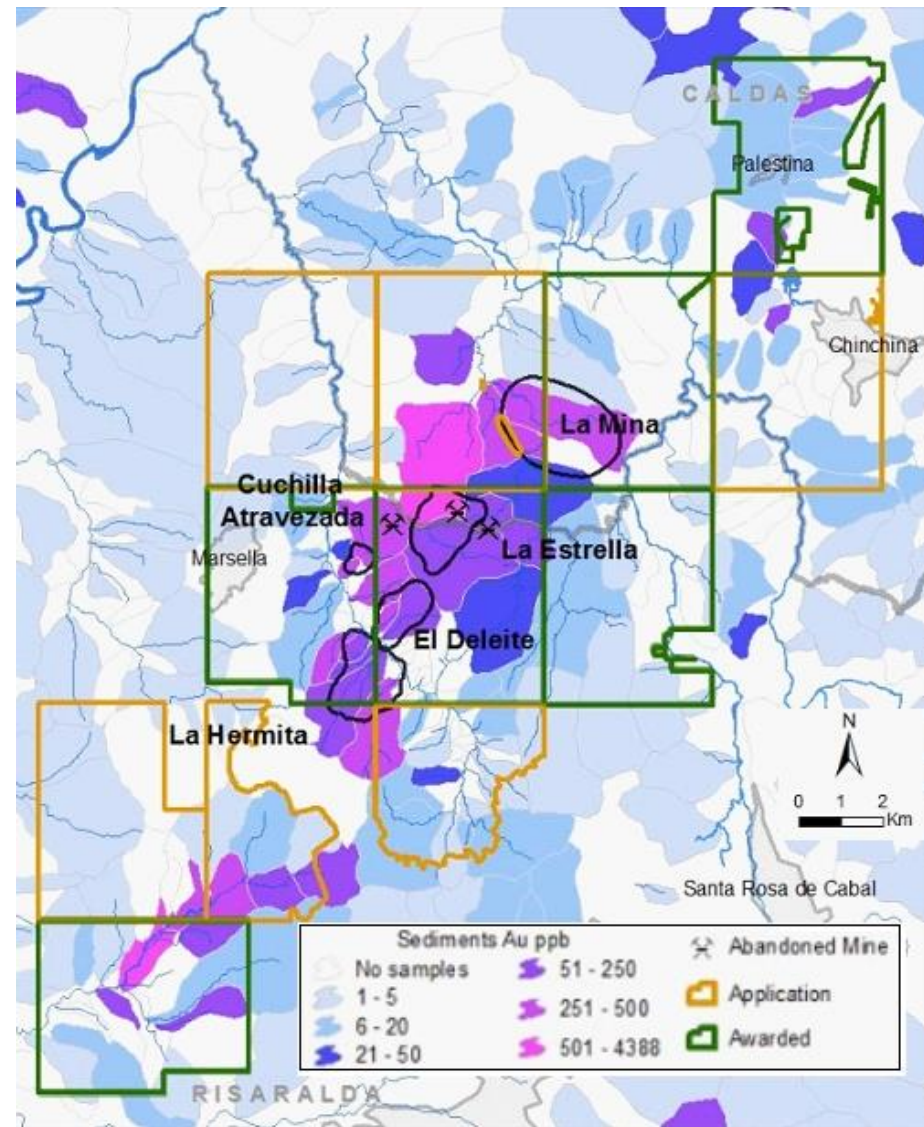 CALDAS
Palestina
Chinchina
La Mina
Cuchilla
Atravezada
Marsella
La Estrella
El Deleite
La Hermita
N
0 1 2
Km
Santa Rosa de Cabal
Sediments Au ppb
No samples
1 - 5
6 - 20
21 - 50
51 - 250
251 - 500
501 - 4388
Abandoned Mine
Application
Awarded
RISARALDA